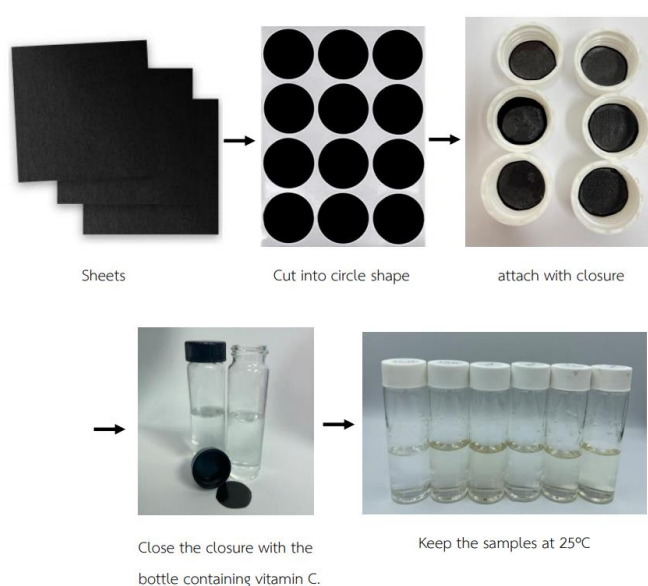 Sheets
Cut into circle shape
attach with closure
Close the closure with the
bottle containing vitamin C.
Keep the samples at 25ºC